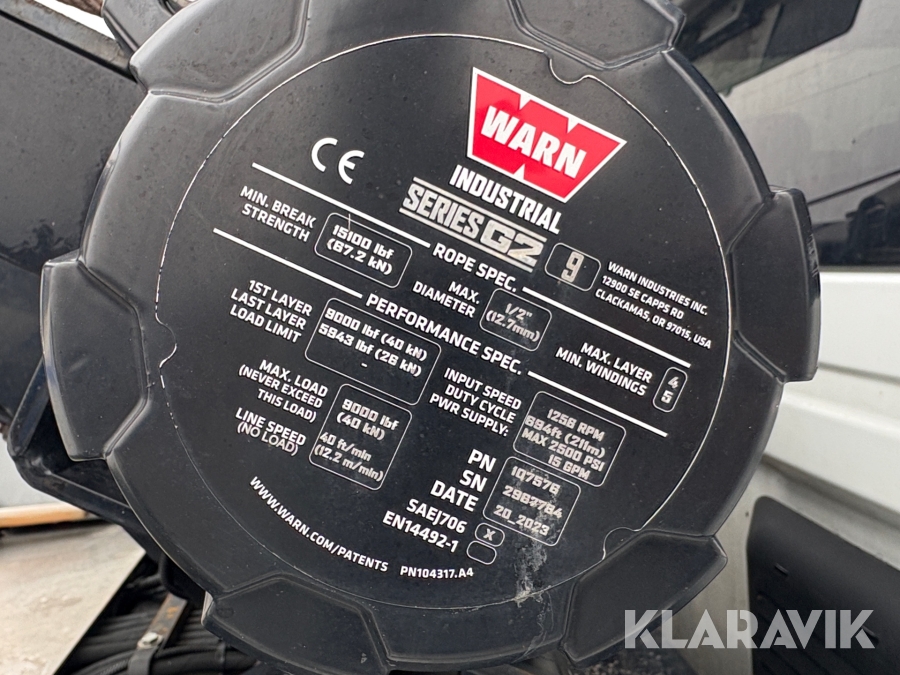 WARN
INDUSTRIAL
SERIES G2
9
WARN INDUSTRIES INC.
12900 SE CAPPS RD
CLACKAMAS, OR 97015, USA
CE
ROPE SPEC.
MIN. BREAK
STRENGTH
15100 lbf
(67.2 kN)
MAX.
DIAMETER
1/2"
(12.7mm)
MAX. LAYER 4
MIN. WINDINGS 5
PERFORMANCE SPEC.
1ST LAYER 9000 lbf (40 kN)
LAST LAYER 5943 lbf (26 kN)
LOAD LIMIT -
MAX. LOAD
(NEVER EXCEED
THIS LOAD)
9000 lbf
(40 kN)
LINE SPEED
(NO LOAD)
40 ft/min
(12.2 m/min)
INPUT SPEED 1258 RPM
DUTY CYCLE 694ft (211m)
PWR SUPPLY: MAX 2500 PSI
15 GPM
PN 107578
SN
DATE 20_2023
SAEJ706 X
EN14492-1
WWW.WARN.COM/PATENTS PN104317.A4
KLARAVIK